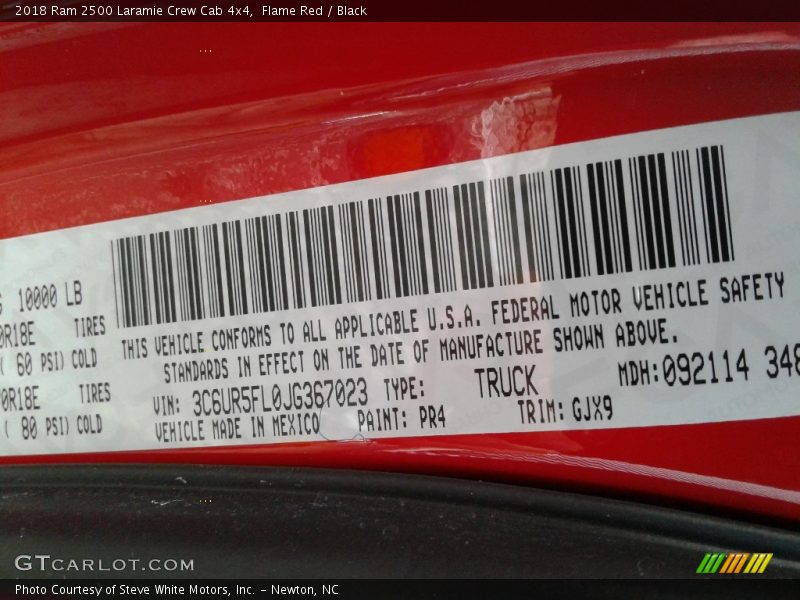 2018 Ram 2500 Laramie Crew Cab 4x4,  Flame Red / Black
10000 LB
0R18E TIRES
( 60 PSI) COLD
0R18E TIRES
( 80 PSI) COLD
THIS VEHICLE CONFORMS TO ALL APPLICABLE U.S.A. FEDERAL MOTOR VEHICLE SAFETY
STANDARDS IN EFFECT ON THE DATE OF MANUFACTURE SHOWN ABOVE.
VIN: 3C6UR5FL0JG367023 TYPE: TRUCK MDH:092114 348
VEHICLE MADE IN MEXICO PAINT: PR4 TRIM: GJX9
GTCARLOT.COM
Photo Courtesy of Steve White Motors, Inc. – Newton, NC